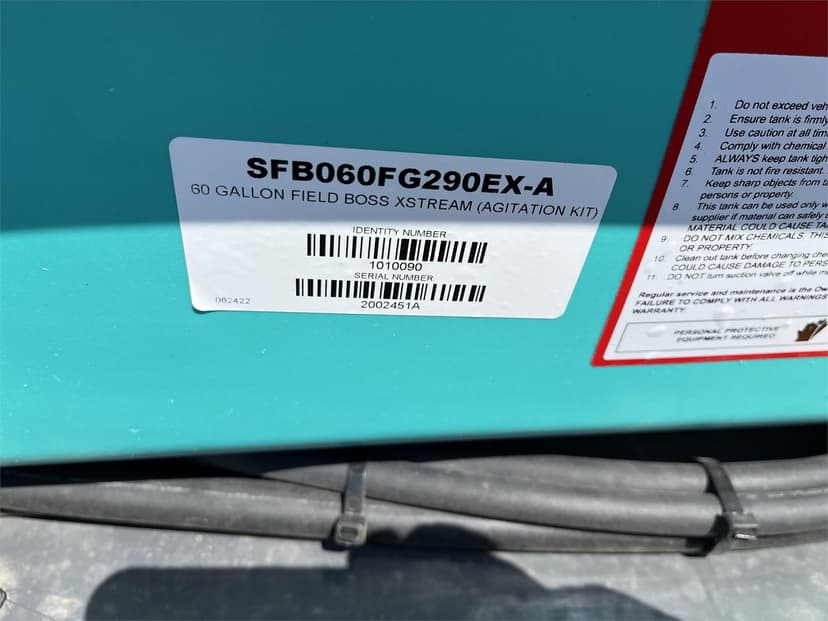 SFB060FG290EX-A
60 GALLON FIELD BOSS XSTREAM (AGITATION KIT)
IDENTITY NUMBER
1010090
SERIAL NUMBER
062422
2002451A
1. Do not exceed veh
2. Ensure tank is firmly
3. Use caution at all tim
4. Comply with chemical
5. ALWAYS keep tank tigh
6. Tank is not fire resistant.
7. Keep sharp objects from ta
persons or property.
8. This tank can be used only w
supplier if material can safely b
MATERIAL COULD CAUSE TA
9. DO NOT MIX CHEMICALS. THIS
OR PROPERTY.
10. Clean out tank before changing che
COULD CAUSE DAMAGE TO PERS
11. DO NOT turn suction valve off while m
Regular service and maintenance is the Ow
FAILURE TO COMPLY WITH ALL WARNINGS
WARRANTY.
PERSONAL PROTECTIVE
EQUIPMENT REQUIRED